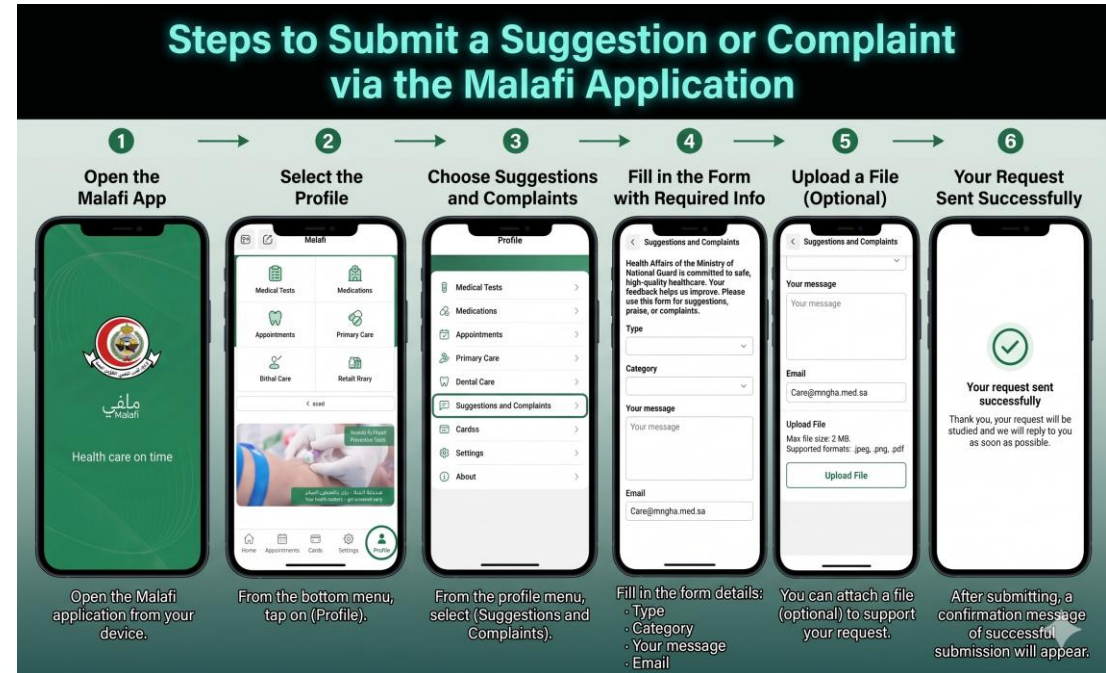 Steps to Submit a Suggestion or Complaint
via the Malafi Application
1
Open the
Malafi App
ملفي
Malafi
Health care on time
Open the Malafi
application from your
device.
2
Select the
Profile
Malafi
Medical Tests
Medications
Appointments
Primary Care
Bithal Care
Retait Rrary
Your health matters - get screened early
Preventive Tests
Home
Appointments
Cards
Settings
Profile
From the bottom menu,
tap on (Profile).
3
Choose Suggestions
and Complaints
Profile
Medical Tests
Medications
Appointments
Primary Care
Dental Care
Suggestions and Complaints
Cardss
Settings
About
From the profile menu,
select (Suggestions and
Complaints).
4
Fill in the Form
with Required Info
Suggestions and Complaints
Health Affairs of the Ministry of
National Guard is committed to safe,
high-quality healthcare. Your
feedback helps us improve. Please
use this form for suggestions,
praise, or complaints.
Type
Category
Your message
Your message
Email
Care@mngha.med.sa
Fill in the form details:
- Type
- Category
- Your message
- Email
5
Upload a File
(Optional)
Suggestions and Complaints
Your message
Your message
Email
Care@mngha.med.sa
Upload File
Max file size: 2 MB.
Supported formats: .jpeg, .png, .pdf
Upload File
You can attach a file
(optional) to support
your request.
6
Your Request
Sent Successfully
Your request sent
successfully
Thank you, your request will be
studied and we will reply to you
as soon as possible.
After submitting, a
confirmation message
of successful
submission will appear.